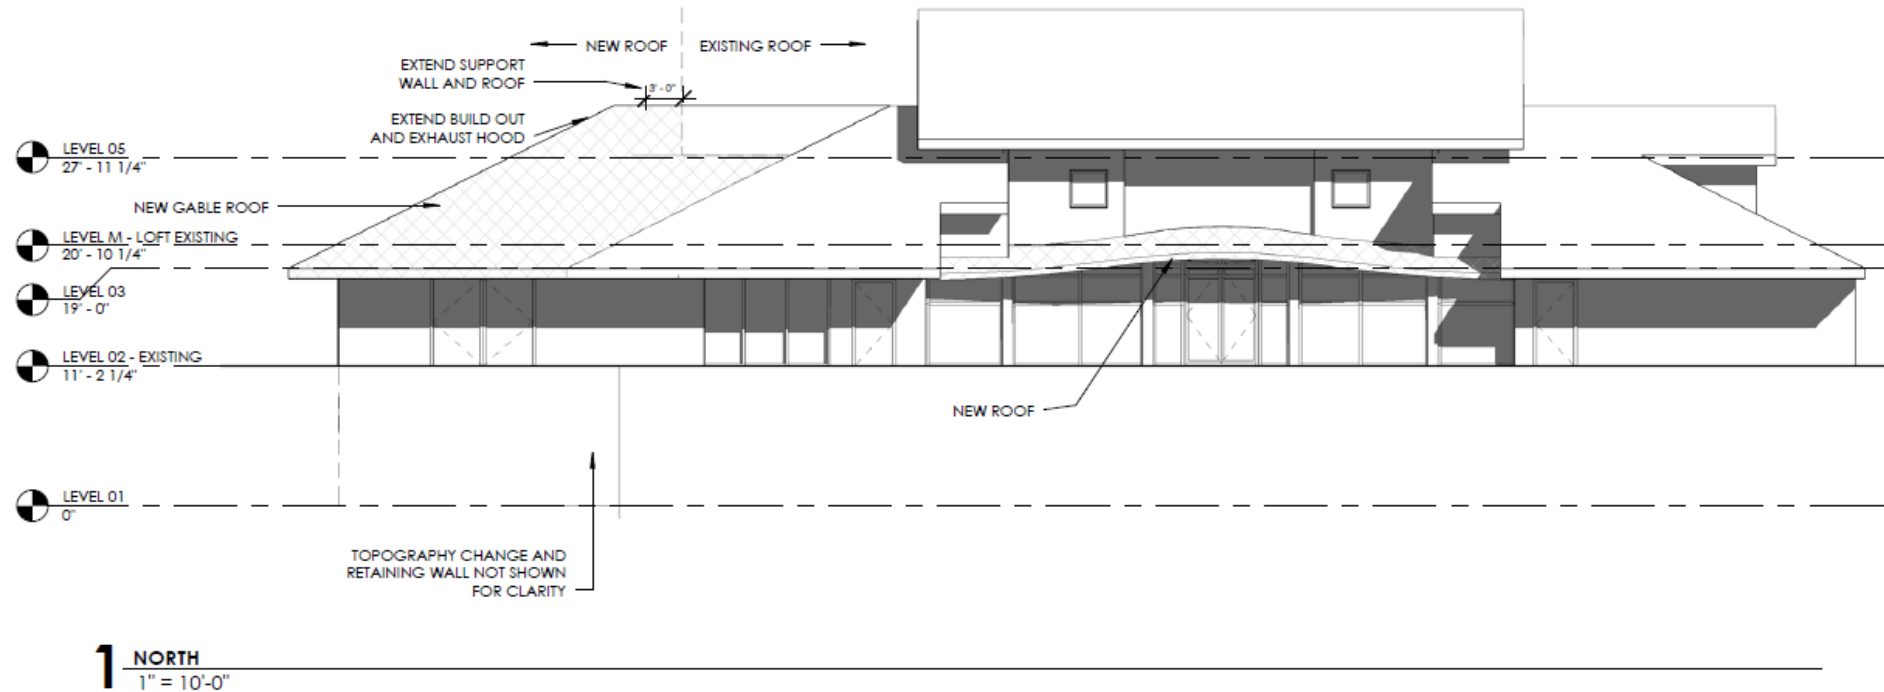 NEW ROOF
EXISTING ROOF
EXTEND SUPPORT
WALL AND ROOF
3' - 0"
EXTEND BUILD OUT
AND EXHAUST HOOD
LEVEL 05
27' - 11 1/4"
NEW GABLE ROOF
LEVEL M - LOFT EXISTING
20' - 10 1/4"
LEVEL 03
19' - 0"
LEVEL 02 - EXISTING
11' - 2 1/4"
NEW ROOF
LEVEL 01
0"
TOPOGRAPHY CHANGE AND
RETAINING WALL NOT SHOWN
FOR CLARITY
1
NORTH
1" = 10'-0"